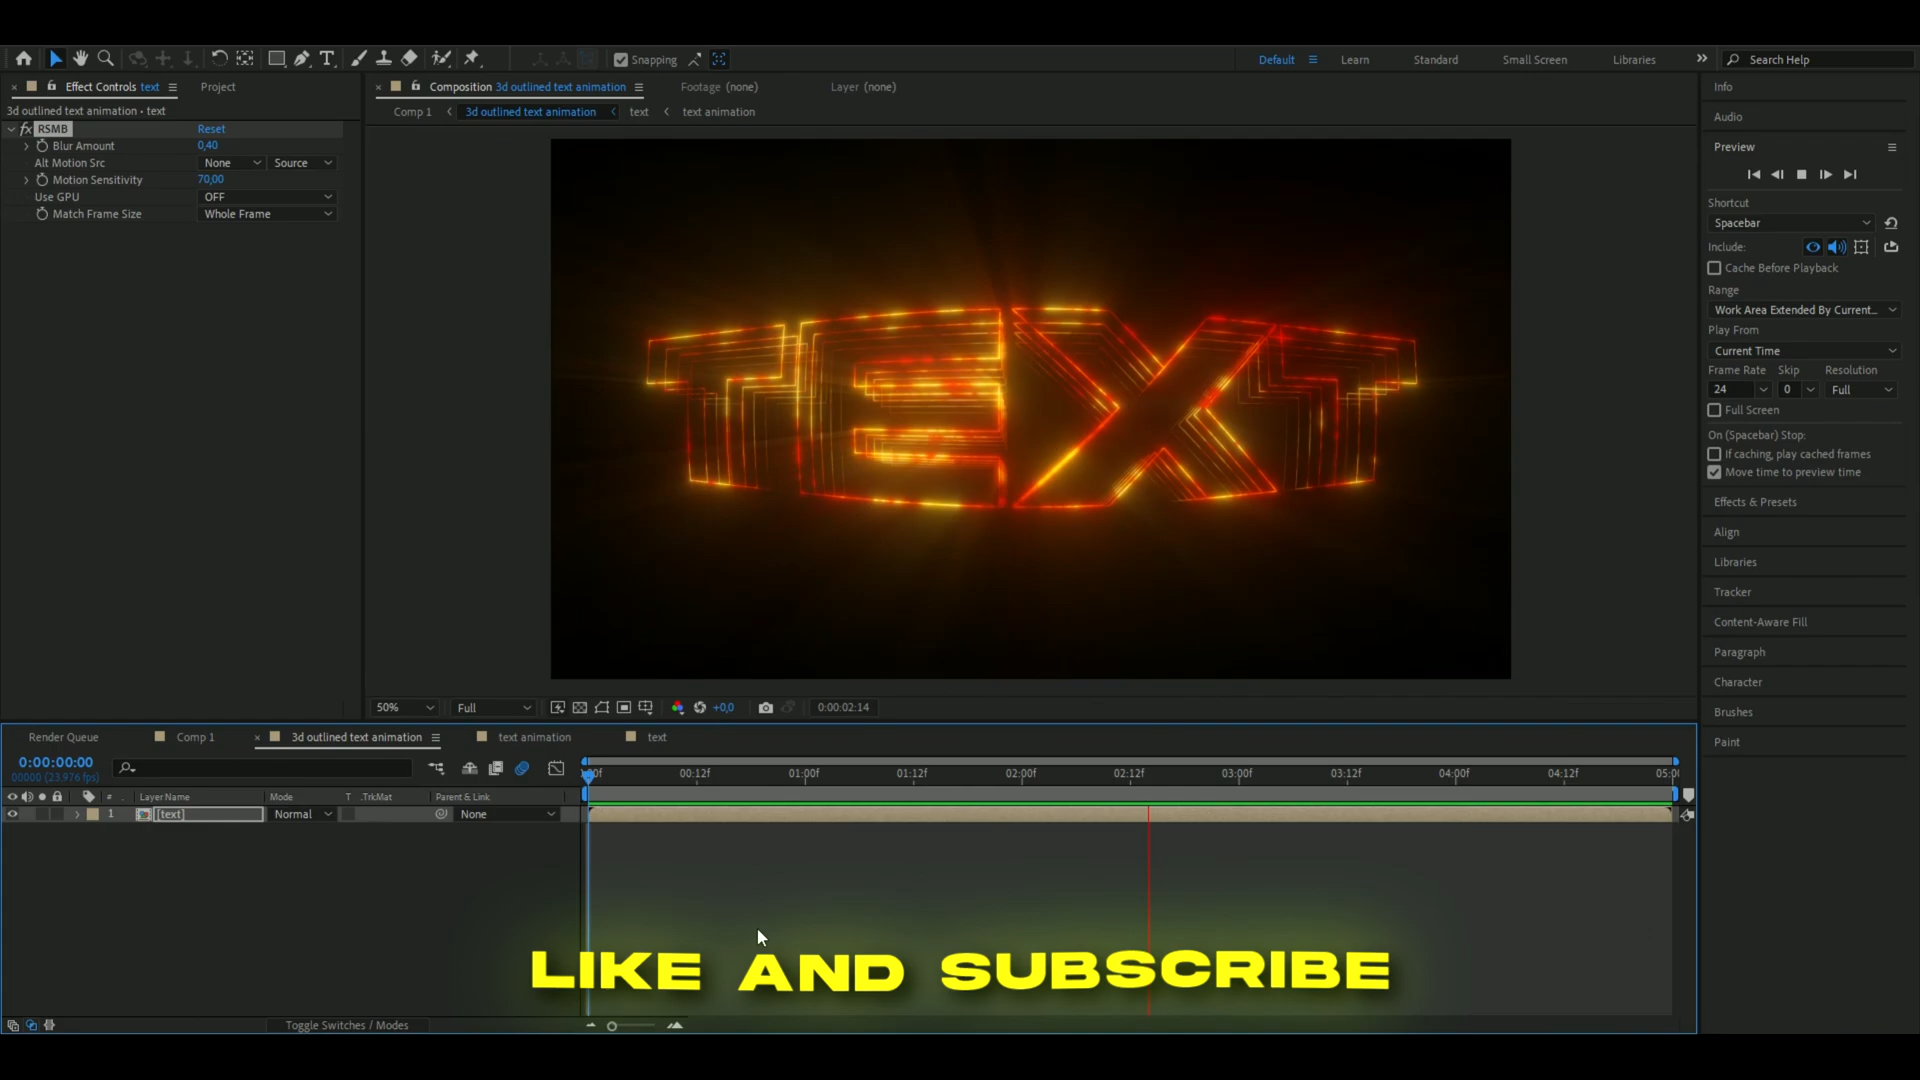 Snapping
Default
Learn
Standard
Small Screen
Libraries
Search Help
Effect Controls text
Project
3d outlined text animation • text
fx RSMB Reset
Blur Amount 0,40
Alt Motion Src None Source
Motion Sensitivity 70,00
Use GPU OFF
Match Frame Size Whole Frame
Composition 3d outlined text animation
Footage (none)
Layer (none)
Comp 1
3d outlined text animation
text
text animation
TEXT
50%
Full
+0,0
0:00:02:14
Info
Audio
Preview
Shortcut
Spacebar
Include:
Cache Before Playback
Range
Work Area Extended By Current...
Play From
Current Time
Frame Rate Skip Resolution
24 0 Full
Full Screen
On (Spacebar) Stop:
If caching, play cached frames
Move time to preview time
Effects & Presets
Align
Libraries
Tracker
Content-Aware Fill
Paragraph
Character
Brushes
Paint
Render Queue
Comp 1
3d outlined text animation
text animation
text
0:00:00:00
00000 (23.976 fps)
00:12f 01:00f 01:12f 02:00f 02:12f 03:00f 03:12f 04:00f 04:12f
# Layer Name Mode T .TrkMat Parent & Link
1 [text] Normal None
LIKE AND SUBSCRIBE
Toggle Switches / Modes